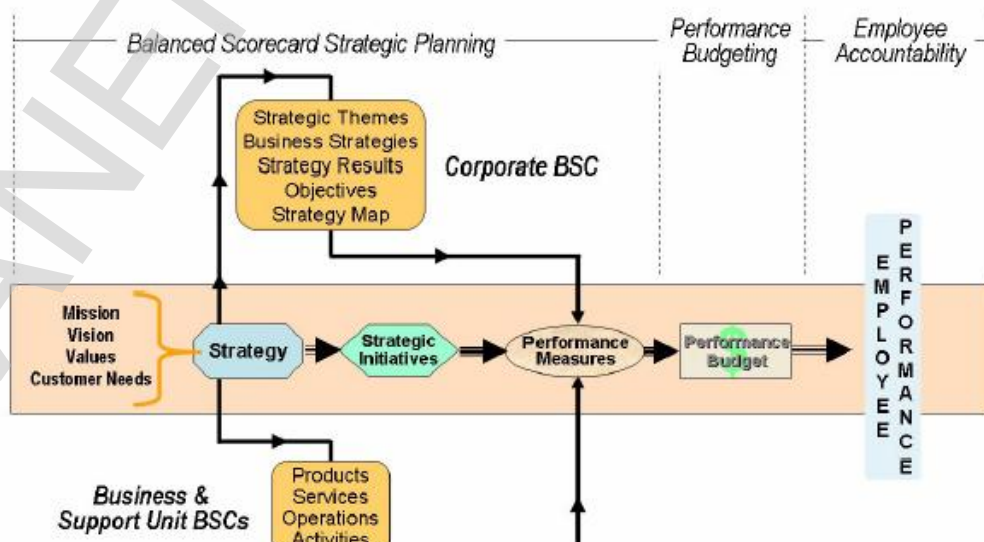 Balanced Scorecard Strategic Planning
Performance
Budgeting
Employee
Accountability
Strategic Themes
Business Strategies
Strategy Results
Objectives
Strategy Map
Corporate BSC
Mission
Vision
Values
Customer Needs
Strategy
Strategic
Initiatives
Performance
Measures
Performance
Budget
EMPLOYEE
PERFORMANCE
Business &
Support Unit BSCs
Products
Services
Operations
Activities